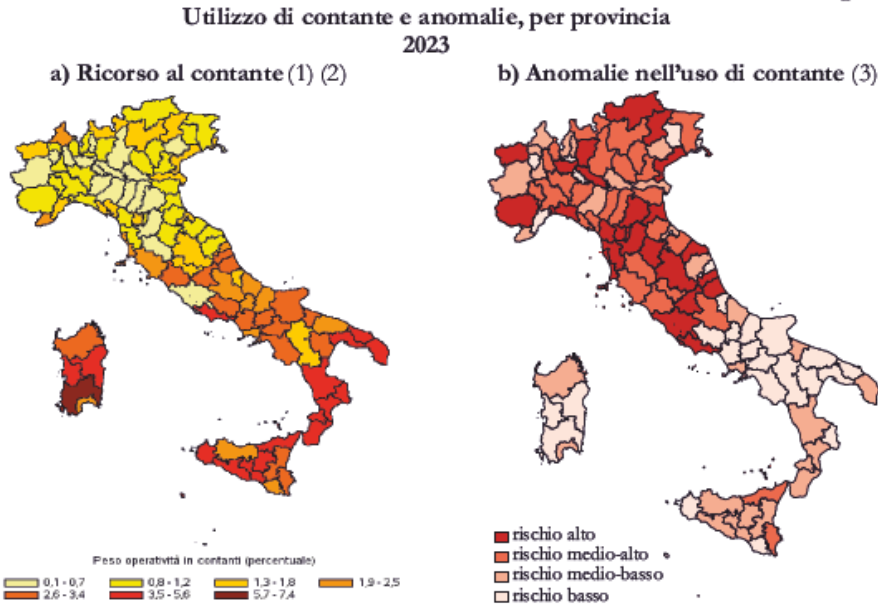 Utilizzo di contante e anomalie, per provincia
2023
a) Ricorso al contante (1) (2)
b) Anomalie nell'uso di contante (3)
Peso operatività in contanti (percentuale)
0,1 - 0,7
0,8 - 1,2
1,3 - 1,8
1,9 - 2,5
2,6 - 3,4
3,5 - 5,6
5,7 - 7,4
rischio alto
rischio medio-alto
rischio medio-basso
rischio basso